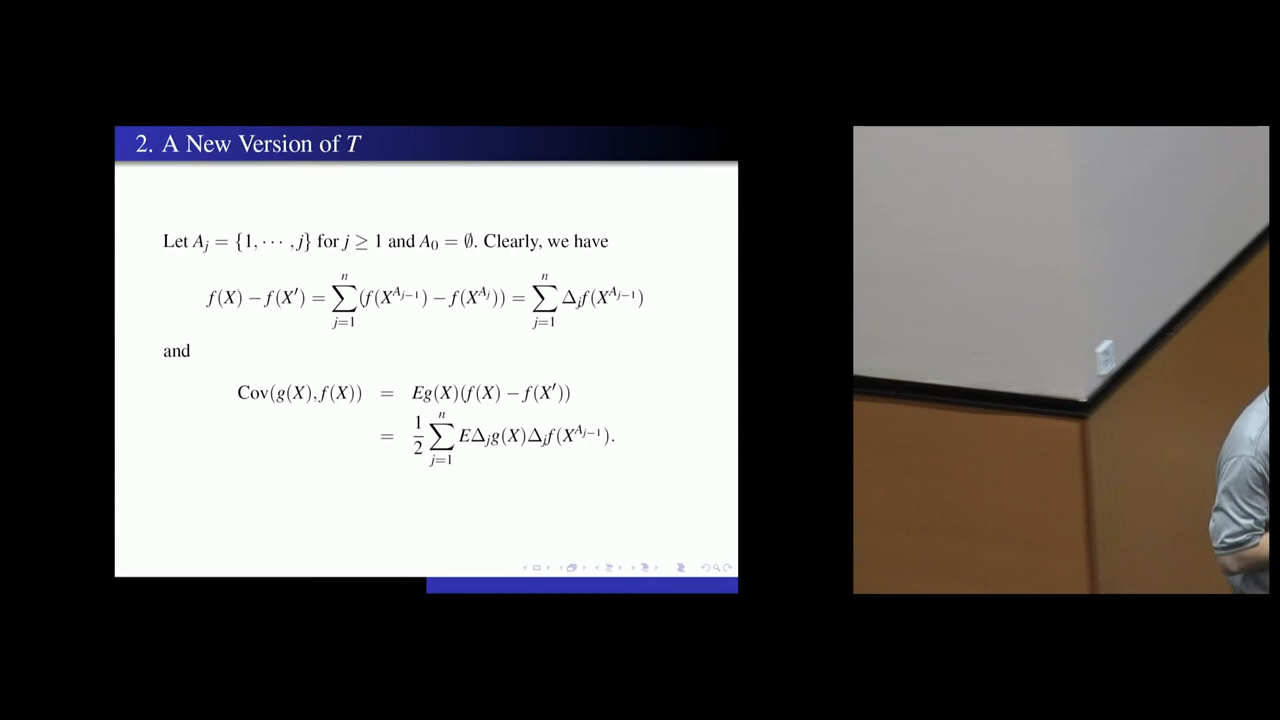 2. A New Version of T
Let A_j = {1, ⋯ , j} for j ≥ 1 and A_0 = ∅. Clearly, we have
f(X) − f(X′) = ∑_{j=1}^{n} (f(X^{A_{j−1}}) − f(X^{A_j})) = ∑_{j=1}^{n} Δ_j f(X^{A_{j−1}})
and
Cov(g(X), f(X)) = Eg(X)(f(X) − f(X′))
= \frac{1}{2} ∑_{j=1}^{n} EΔ_j g(X)Δ_j f(X^{A_{j−1}}).